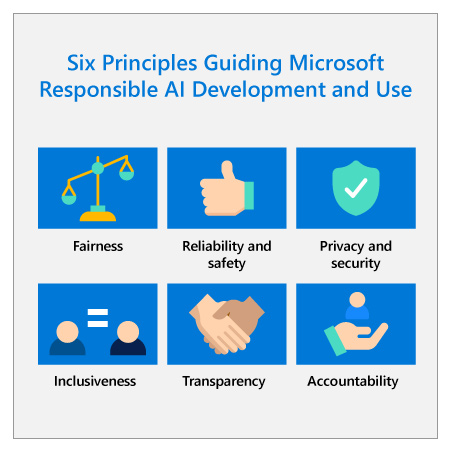 Six Principles Guiding Microsoft
Responsible AI Development and Use
Fairness
Reliability and
safety
Privacy and
security
Inclusiveness
Transparency
Accountability